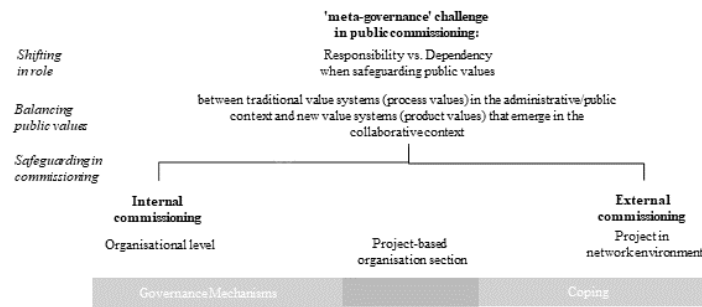 'meta-governance' challenge
in public commissioning:
Shifting
in role
Responsibility vs. Dependency
when safeguarding public values
Balancing
public values
between traditional value systems (process values) in the administrative/public
context and new value systems (product values) that emerge in the
collaborative context
Safeguarding in
commissioning
Internal
commissioning
Organisational level
Project-based
organisation section
External
commissioning
Project in
network environment
Governance Mechanisms
Coping